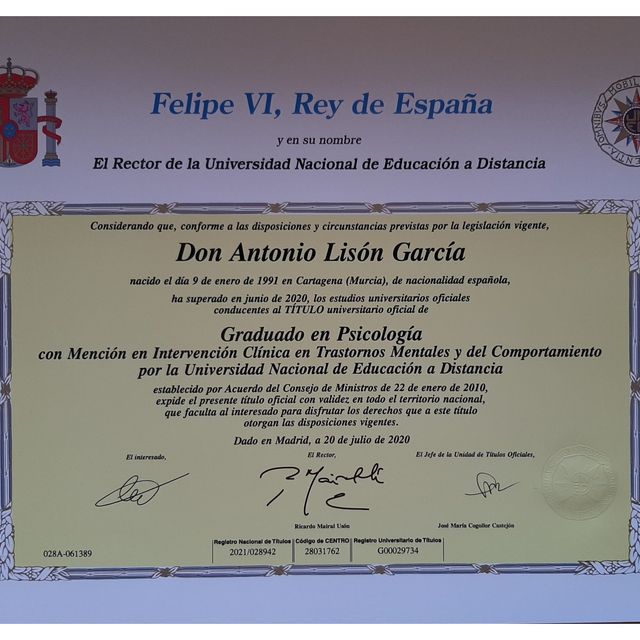 Felipe VI, Rey de España
y en su nombre
El Rector de la Universidad Nacional de Educación a Distancia
Considerando que, conforme a las disposiciones y circunstancias previstas por la legislación vigente,
Don Antonio Lisón García
nacido el día 9 de enero de 1991 en Cartagena (Murcia), de nacionalidad española,
ha superado en junio de 2020, los estudios universitarios oficiales
conducentes al TÍTULO universitario oficial de
Graduado en Psicología
con Mención en Intervención Clínica en Trastornos Mentales y del Comportamiento
por la Universidad Nacional de Educación a Distancia
establecido por Acuerdo del Consejo de Ministros de 22 de enero de 2010,
expide el presente título oficial con validez en todo el territorio nacional,
que faculta al interesado para disfrutar los derechos que a este título
otorgan las disposiciones vigentes.
Dado en Madrid, a 20 de julio de 2020
El interesado, El Rector, El Jefe de la Unidad de Títulos Oficiales,
Ricardo Mairal Usón José María Cogollor Castejón
Registro Nacional de Títulos Código de CENTRO Registro Universitario de Títulos
028A-061389 2021/028942 28031762 G00029734